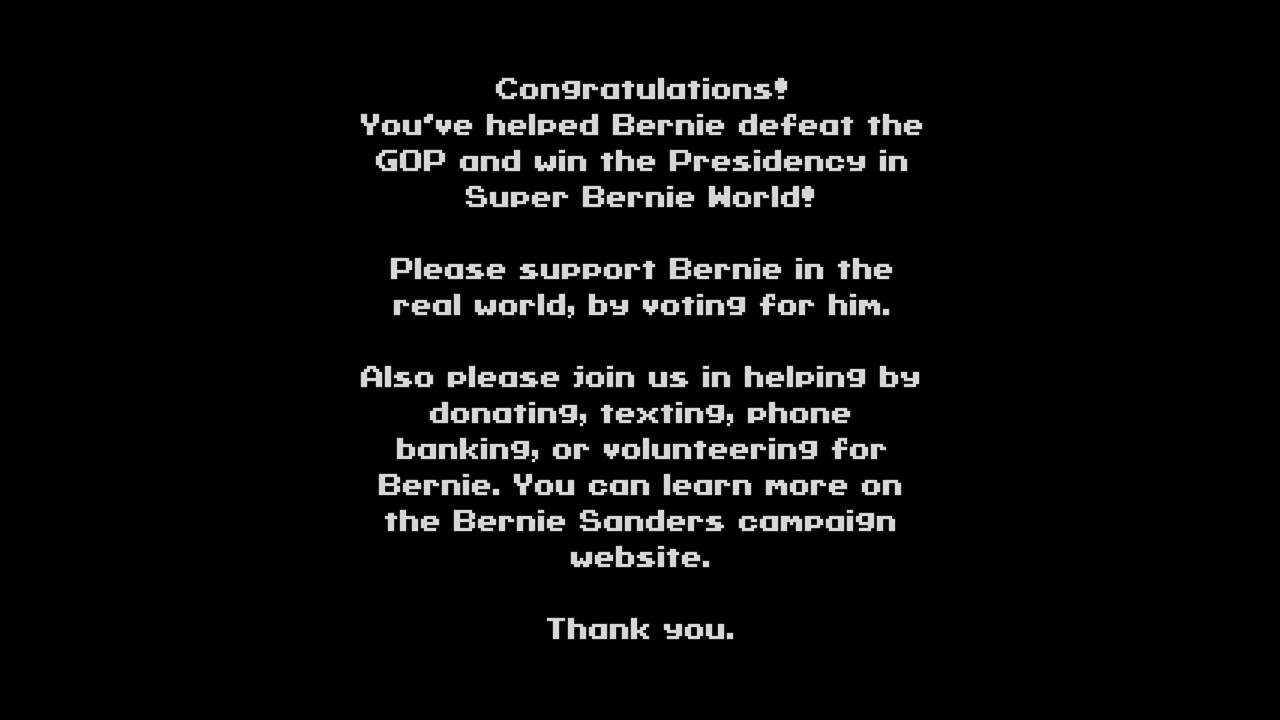 Congratulations!
You've helped Bernie defeat the
GOP and win the Presidency in
Super Bernie World!
Please support Bernie in the
real world, by voting for him.
Also please join us in helping by
donating, texting, phone
banking, or volunteering for
Bernie. You can learn more on
the Bernie Sanders campaign
website.
Thank you.